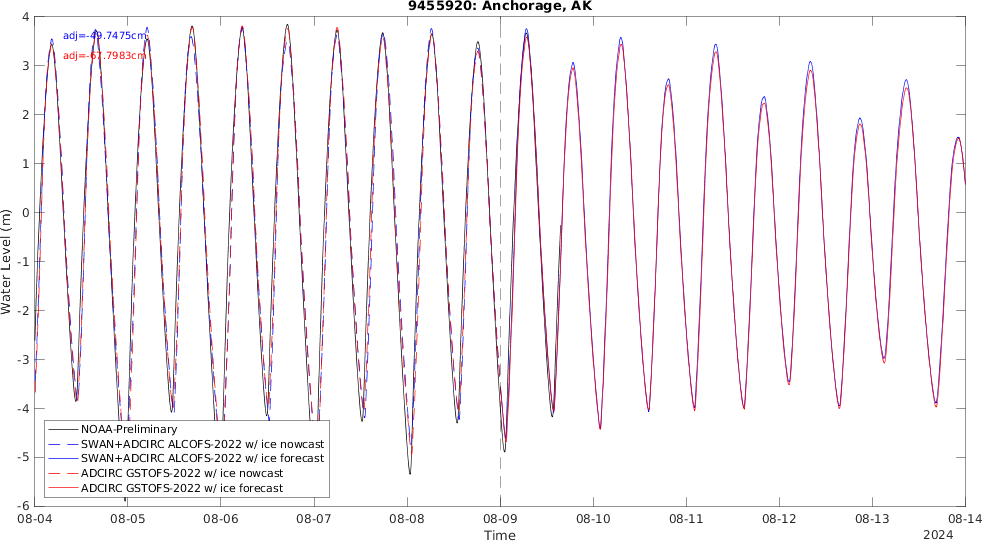 9455920: Anchorage, AK
adj=-49.7475cm
adj=-67.7983cm
4
3
2
1
0
-1
-2
-3
-4
-5
-6
Water Level (m)
NOAA-Preliminary
SWAN+ADCIRC ALCOFS-2022 w/ ice nowcast
SWAN+ADCIRC ALCOFS-2022 w/ ice forecast
ADCIRC GSTOFS-2022 w/ ice nowcast
ADCIRC GSTOFS-2022 w/ ice forecast
08-04 08-05 08-06 08-07 08-08 08-09 08-10 08-11 08-12 08-13 08-14
Time
2024